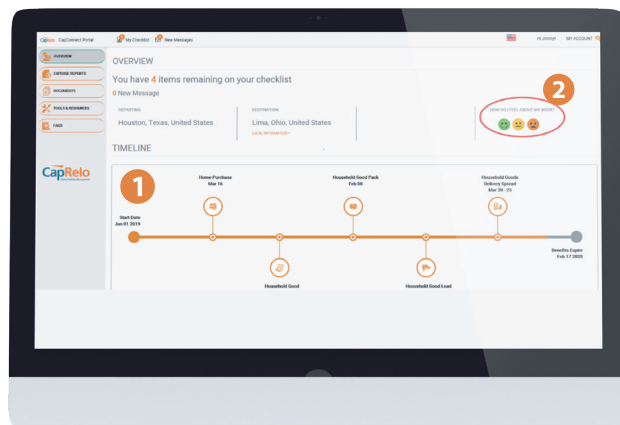 CapRelo CapConnect Portal
My Checklist
New Messages
Hi, Jimmy!
MY ACCOUNT
OVERVIEW
EXPENSE REPORTS
DOCUMENTS
TOOLS & RESOURCES
FAQS
CapRelo
OVERVIEW
You have 4 items remaining on your checklist
0 New Message
DEPARTING
Houston, Texas, United States
DESTINATION
Lima, Ohio, United States
LOCAL INFORMATION
HOW DO I FEEL ABOUT MY MOVE?
2
TIMELINE
1
Start Date
Jan 01 2019
Home Purchase
Mar 16
Household Good Pack
Feb 08
Household Goods
Delivery Spread
Mar 20 - 23
Household Good
Household Good Load
Benefits Expire
Feb 17 2020